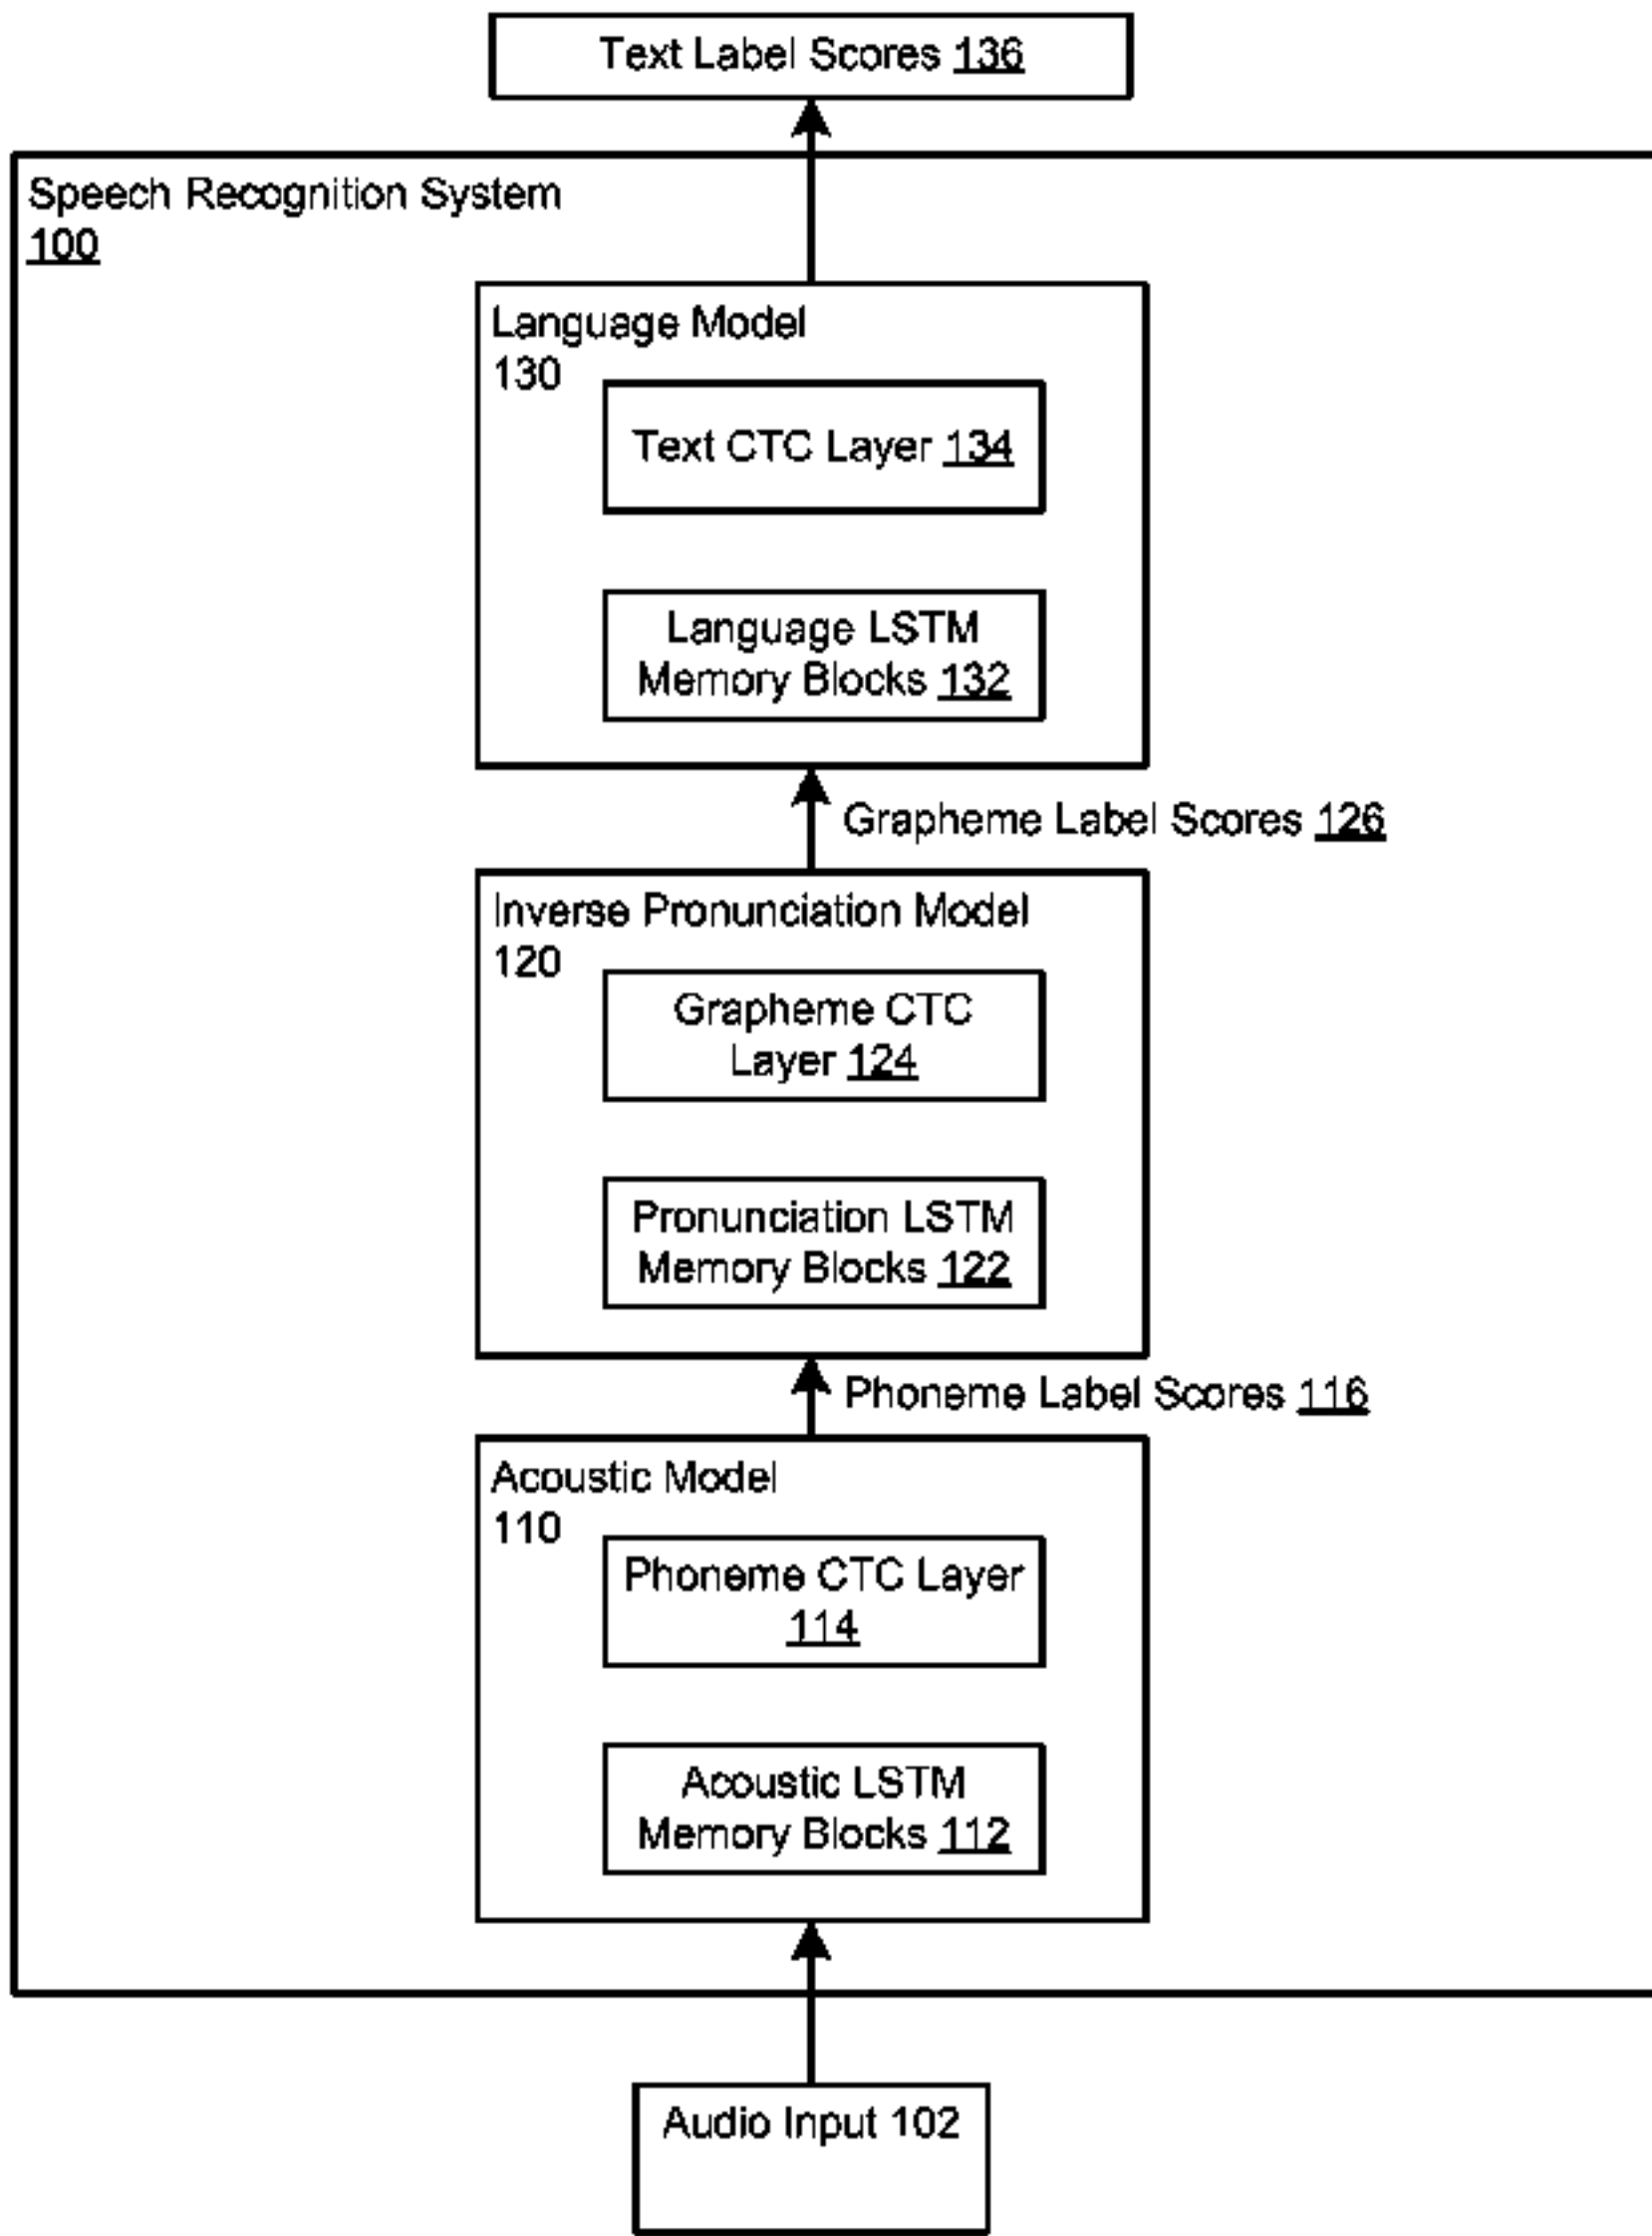 Text Label Scores 136
Speech Recognition System
100
Language Model
130
Text CTC Layer 134
Language LSTM
Memory Blocks 132
Grapheme Label Scores 126
Inverse Pronunciation Model
120
Grapheme CTC
Layer 124
Pronunciation LSTM
Memory Blocks 122
Phoneme Label Scores 116
Acoustic Model
110
Phoneme CTC Layer
114
Acoustic LSTM
Memory Blocks 112
Audio Input 102